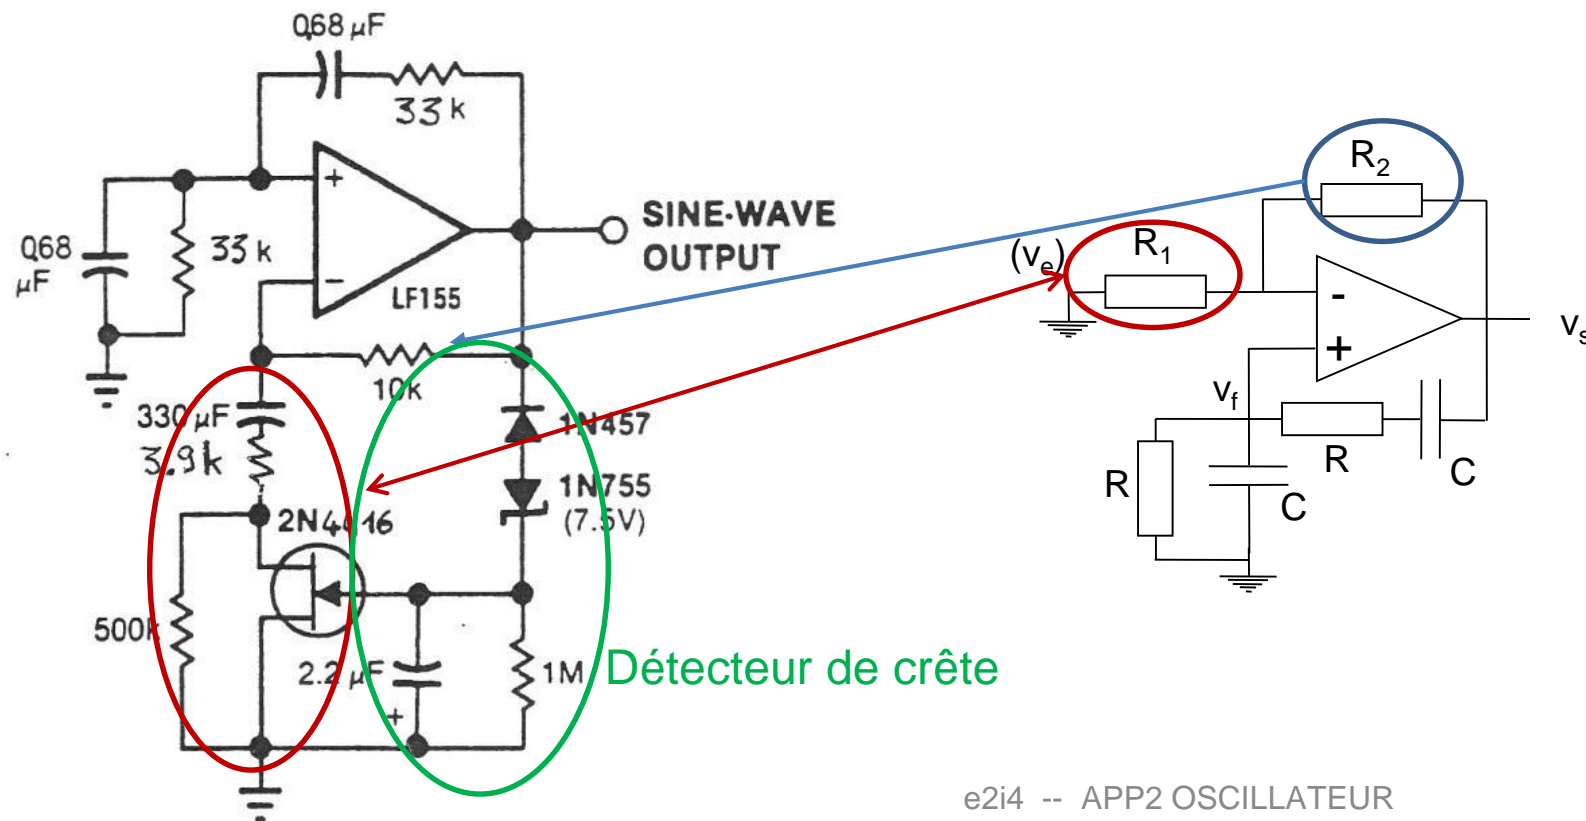 0,68 µF
33 k
+
0,68
µF
33 k
−
LF155
SINE-WAVE
OUTPUT
10k
330 µF
3.9k
1N457
1N755
(7.5V)
2N4416
500k
2.2 µF
+
1M
Détecteur de crête
R2
R1
(ve)
-
+
vs
vf
R
C
R
C
e2i4 -- APP2 OSCILLATEUR